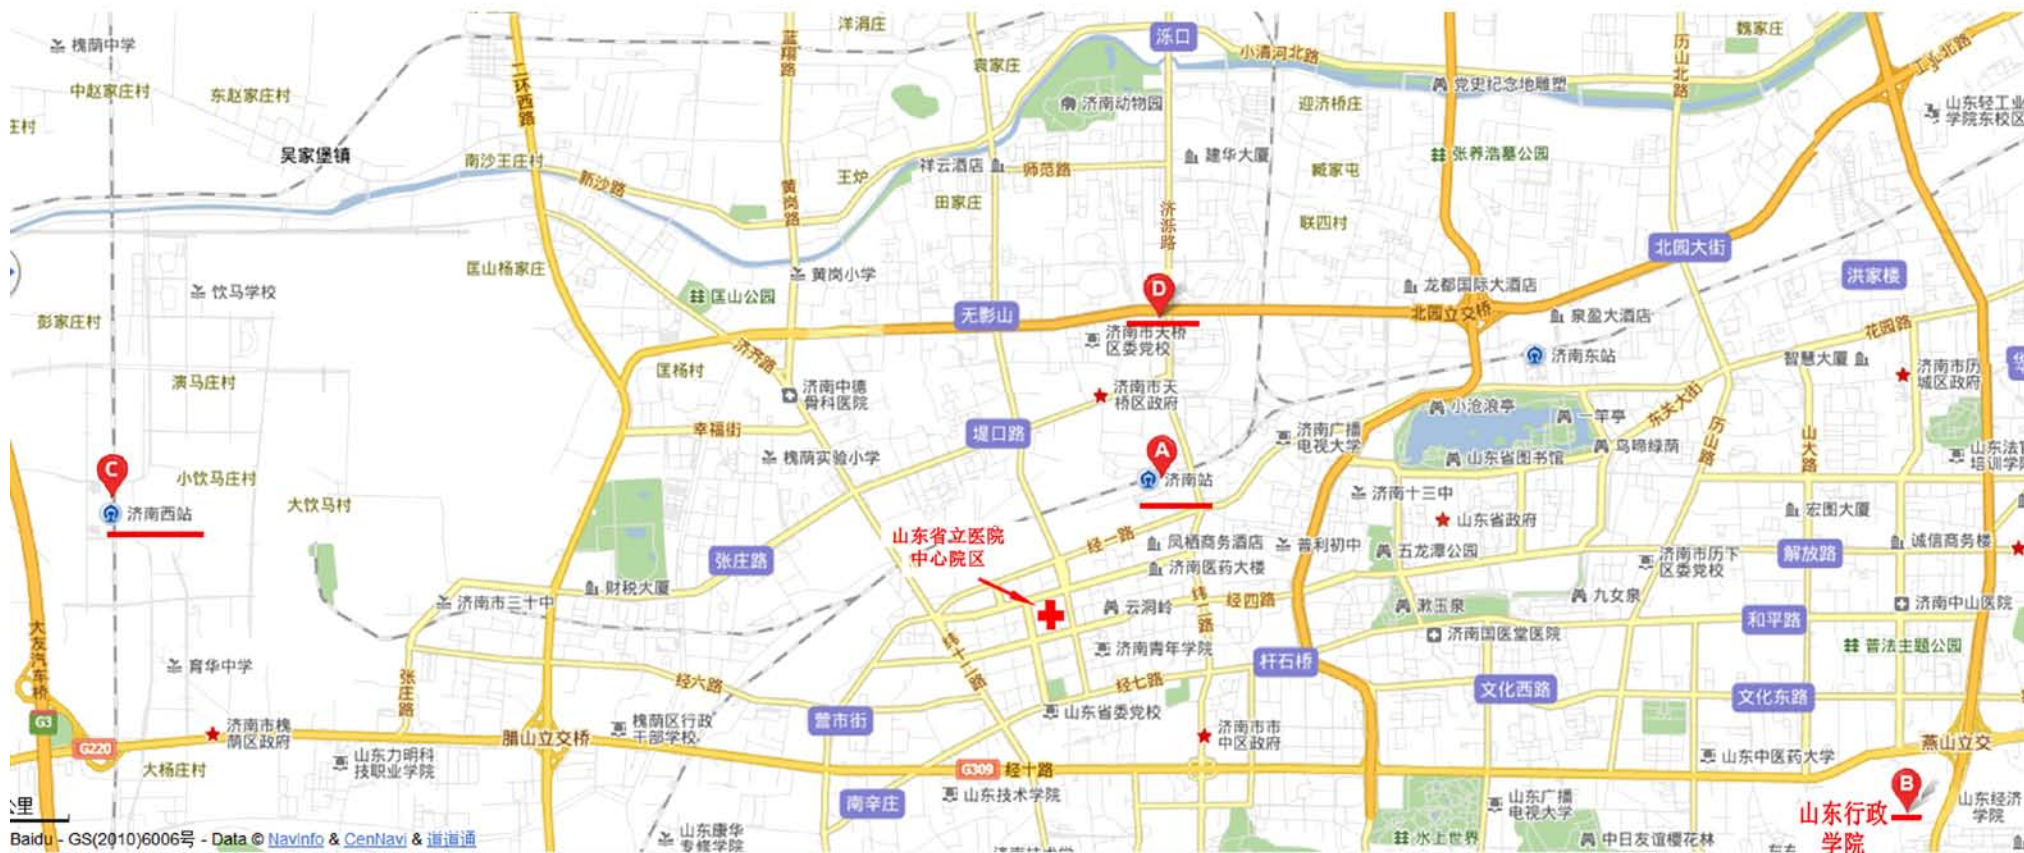 洋涓庄
泺口
魏家庄
槐荫中学
蓝翔路
小清河北路
历山北路
工业北路
袁家庄
中赵家庄村
东赵家庄村
二环西路
济南动物园
迎济桥庄
党史纪念地雕塑
山东轻工业
学院东校区
庄村
吴家堡镇
南沙王庄村
新沙路
王炉
祥云酒店
师范路
建华大厦
臧家屯
张养浩墓公园
黄岗路
田家庄
济泺路
联四村
北园大街
匡山杨家庄
黄岗小学
洪家楼
饮马学校
匡山公园
D
龙都国际大酒店
彭家庄村
无影山
北园立交桥
泉盈大酒店
花园路
济南市天桥
区委党校
济齐路
济南东站
智慧大厦
匡杨村
演马庄村
济南中德
骨科医院
济南市天
桥区政府
济南市历
城区政府
小沧浪亭
一竿亭
东关大街
幸福街
堤口路
济南广播
电视大学
历山路
山大路
鸟啼绿荫
A
槐荫实验小学
山东省图书馆
山东法官
培训学院
C
小饮马庄村
济南站
济南十三中
大饮马村
济南西站
山东省政府
宏图大厦
山东省立医院
中心院区
经一路
凤栖商务酒店
普利初中
五龙潭公园
诚信商务楼
张庄路
济南医药大楼
济南市历下
区委党校
解放路
财税大厦
济南市三十中
云洞岭
纬二路
经四路
漱玉泉
九女泉
济南中山医院
大友汽车桥
和平路
纬十二路
济南青年学院
济南国医堂医院
普法主题公园
育华中学
杆石桥
张庄路
经六路
经七路
文化西路
文化东路
G3
营市街
山东省委党校
济南市槐
荫区政府
槐荫区行政
干部学校
济南市市
中区政府
腊山立交桥
燕山立交
G220
山东力明科
技职业学院
山东中医药大学
大杨庄村
G309
经十路
B
南辛庄
山东技术学院
山东广播
电视大学
山东行政
学院
山东经济
学院
公里
山东康华
专修学院
水上世界
中日友谊樱花林
Baidu - GS(2010)6006号 - Data © NavInfo & CenNavi & 道道通